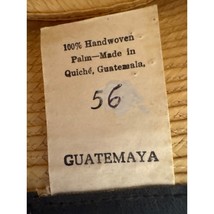 100% Handwoven
Palm—Made in
Quiché, Guatemala.
56
GUATEMAYA